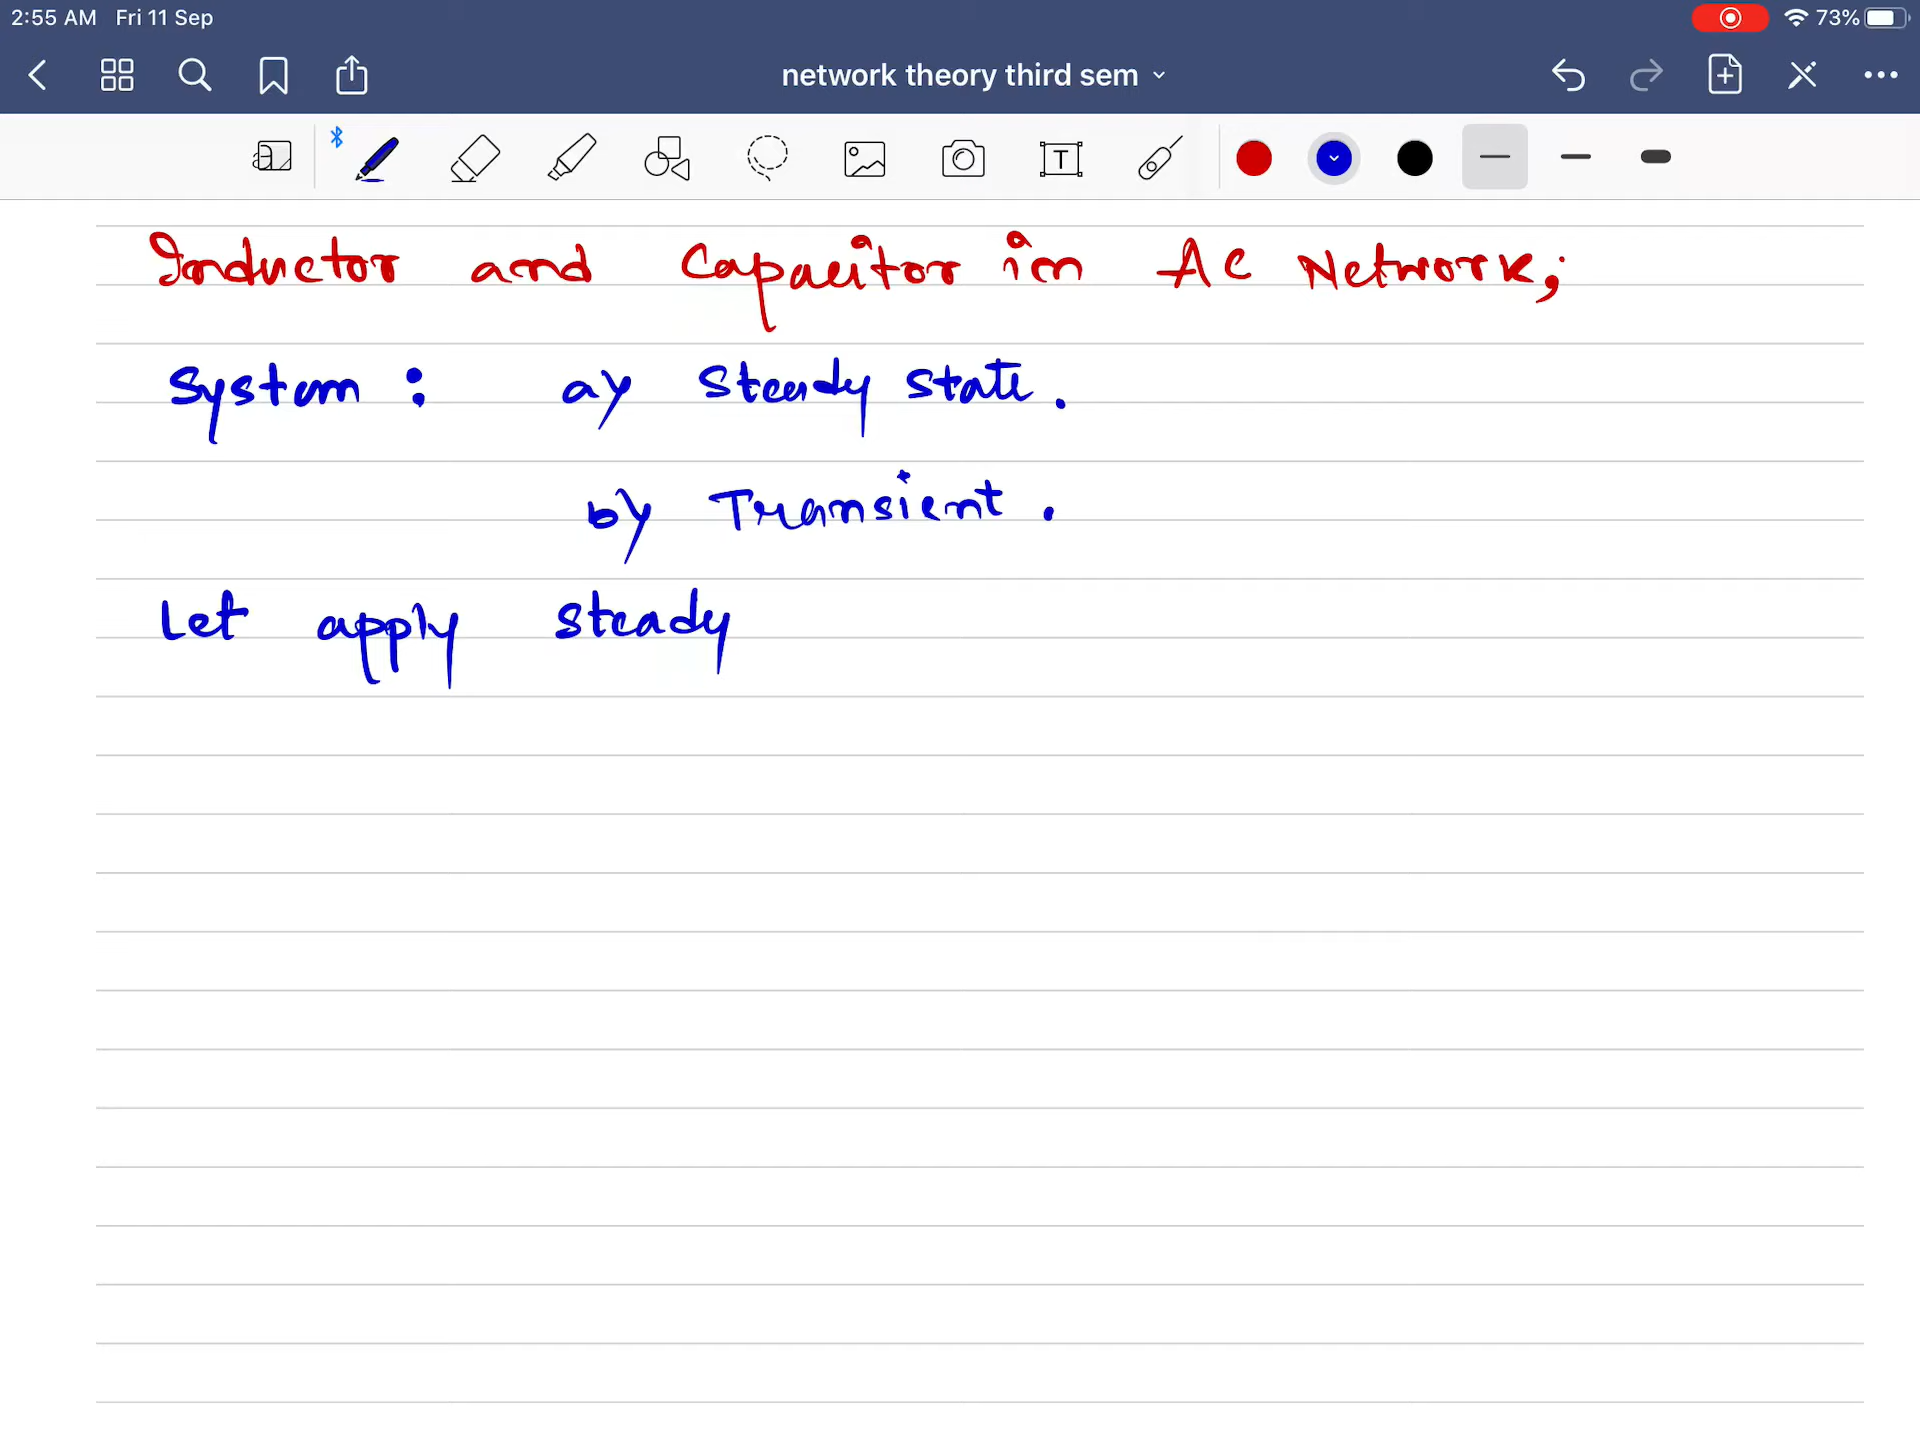 2:55 AM Fri 11 Sep 73%
network theory third sem
T
Inductor and Capacitor in AC Network;
System : a) Steady State.
b) Transient.
Let apply steady